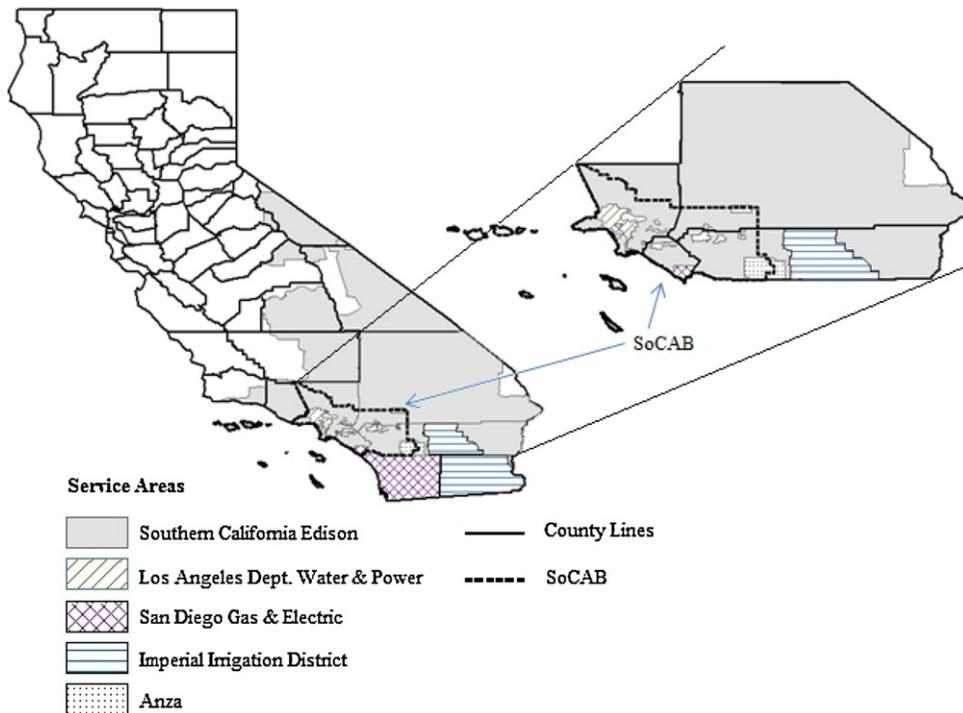 SoCAB
Service Areas
Southern California Edison
Los Angeles Dept. Water & Power
San Diego Gas & Electric
Imperial Irrigation District
Anza
County Lines
SoCAB